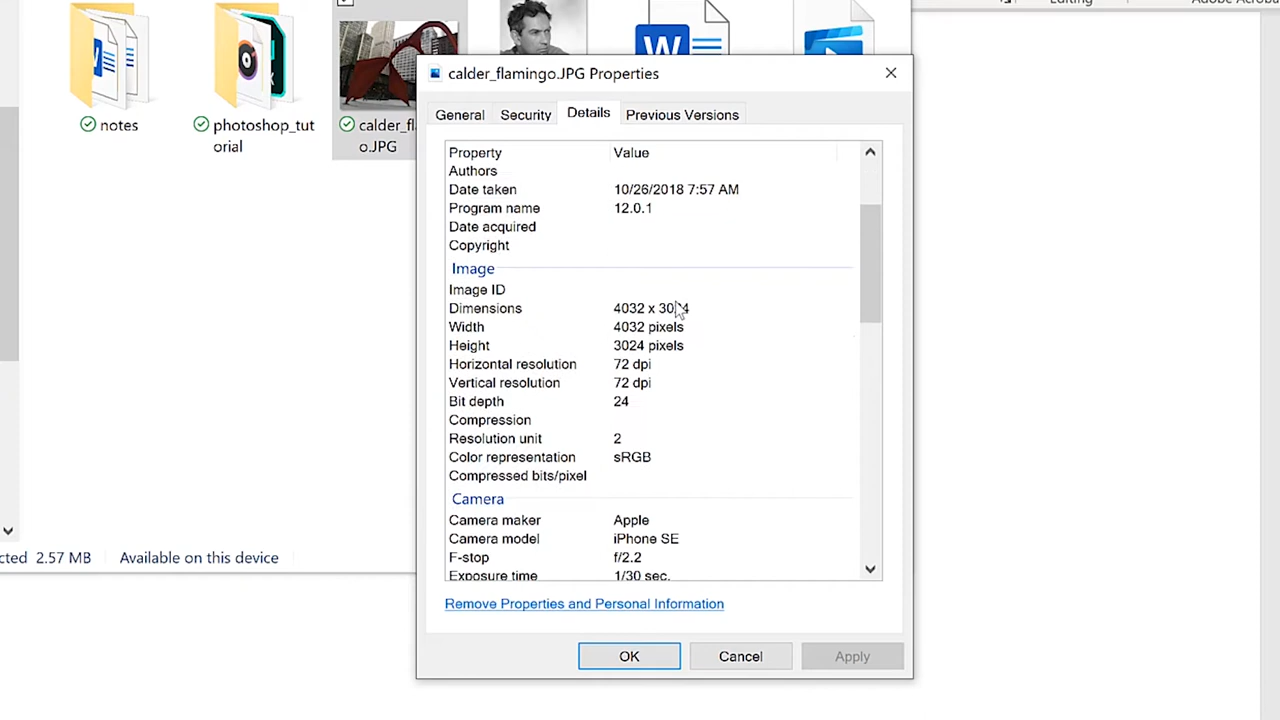 Editing
Adobe Acroba
notes
photoshop_tut
orial
calder_fl
o.JPG
W
calder_flamingo.JPG Properties
General Security Details Previous Versions
Property Value
Authors
Date taken 10/26/2018 7:57 AM
Program name 12.0.1
Date acquired
Copyright
Image
Image ID
Dimensions 4032 x 3024
Width 4032 pixels
Height 3024 pixels
Horizontal resolution 72 dpi
Vertical resolution 72 dpi
Bit depth 24
Compression
Resolution unit 2
Color representation sRGB
Compressed bits/pixel
Camera
Camera maker Apple
Camera model iPhone SE
F-stop f/2.2
Exposure time 1/30 sec.
Remove Properties and Personal Information
OK Cancel Apply
cted 2.57 MB Available on this device